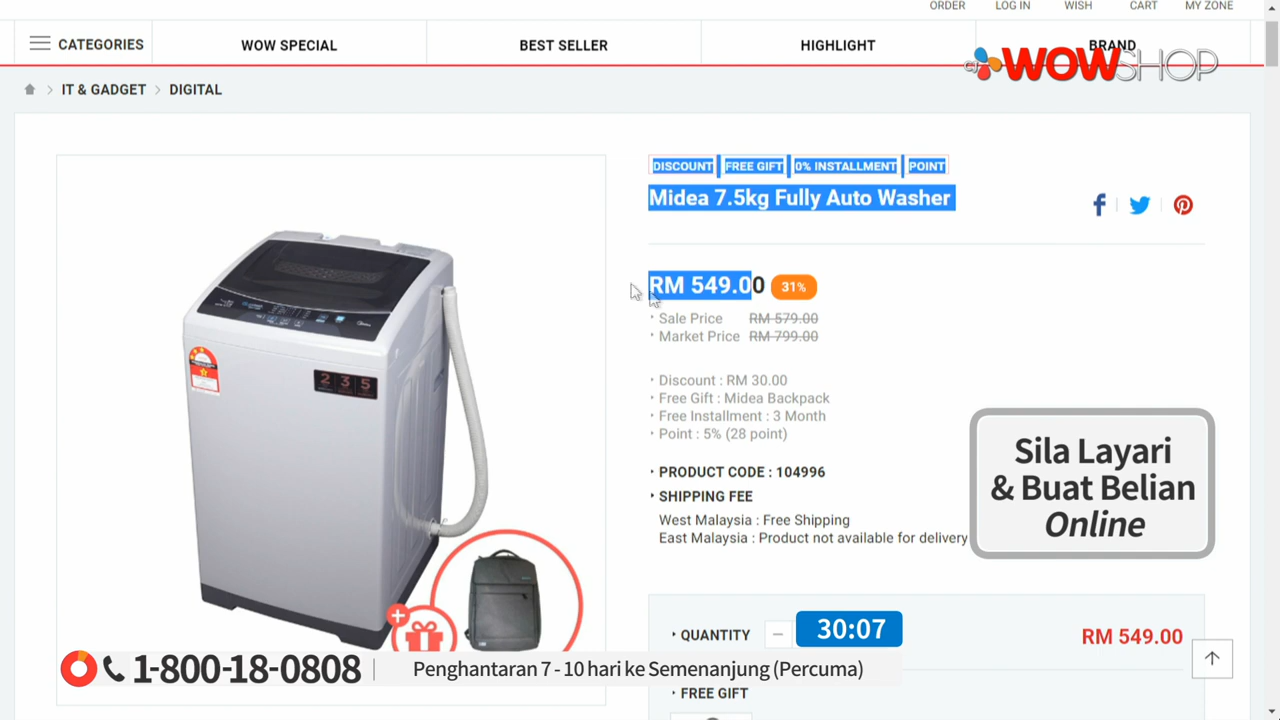 ORDER LOG IN WISH CART MY ZONE
CATEGORIES WOW SPECIAL BEST SELLER HIGHLIGHT BRAND
CJ WOWSHOP
IT & GADGET > DIGITAL
DISCOUNT FREE GIFT 0% INSTALLMENT POINT
Midea 7.5kg Fully Auto Washer
RM 549.00 31%
Sale Price RM 579.00
Market Price RM 799.00
Discount : RM 30.00
Free Gift : Midea Backpack
Free Installment : 3 Month
Point : 5% (28 point)
PRODUCT CODE : 104996
SHIPPING FEE
West Malaysia : Free Shipping
East Malaysia : Product not available for delivery
Sila Layari
& Buat Belian
Online
2 3 5
QUANTITY 30:07 RM 549.00
1-800-18-0808 Penghantaran 7 - 10 hari ke Semenanjung (Percuma)
FREE GIFT